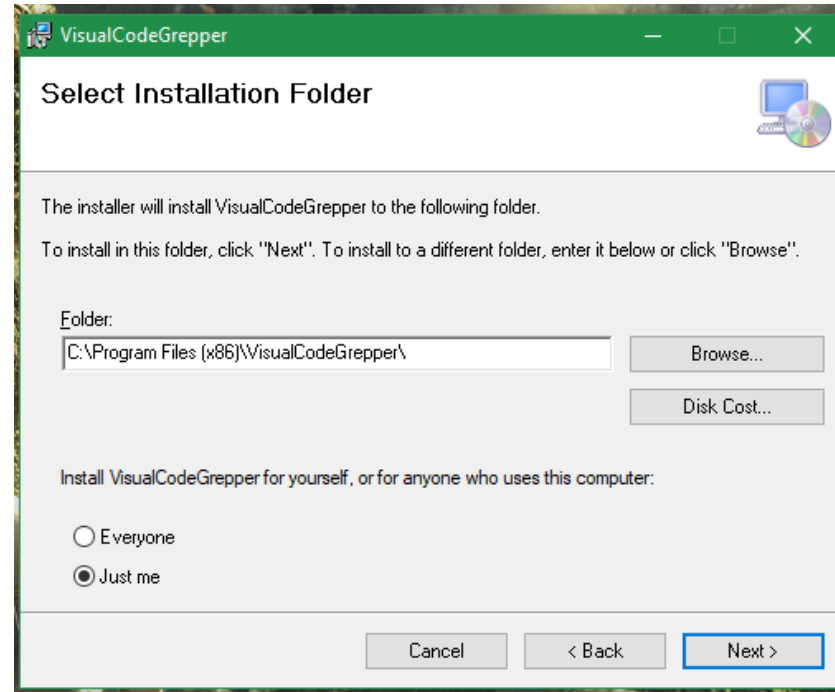 VisualCodeGrepper
Select Installation Folder
The installer will install VisualCodeGrepper to the following folder.
To install in this folder, click "Next". To install to a different folder, enter it below or click "Browse".
Folder:
C:\Program Files (x86)\VisualCodeGrepper\
Browse...
Disk Cost...
Install VisualCodeGrepper for yourself, or for anyone who uses this computer:
Everyone
Just me
Cancel
< Back
Next >